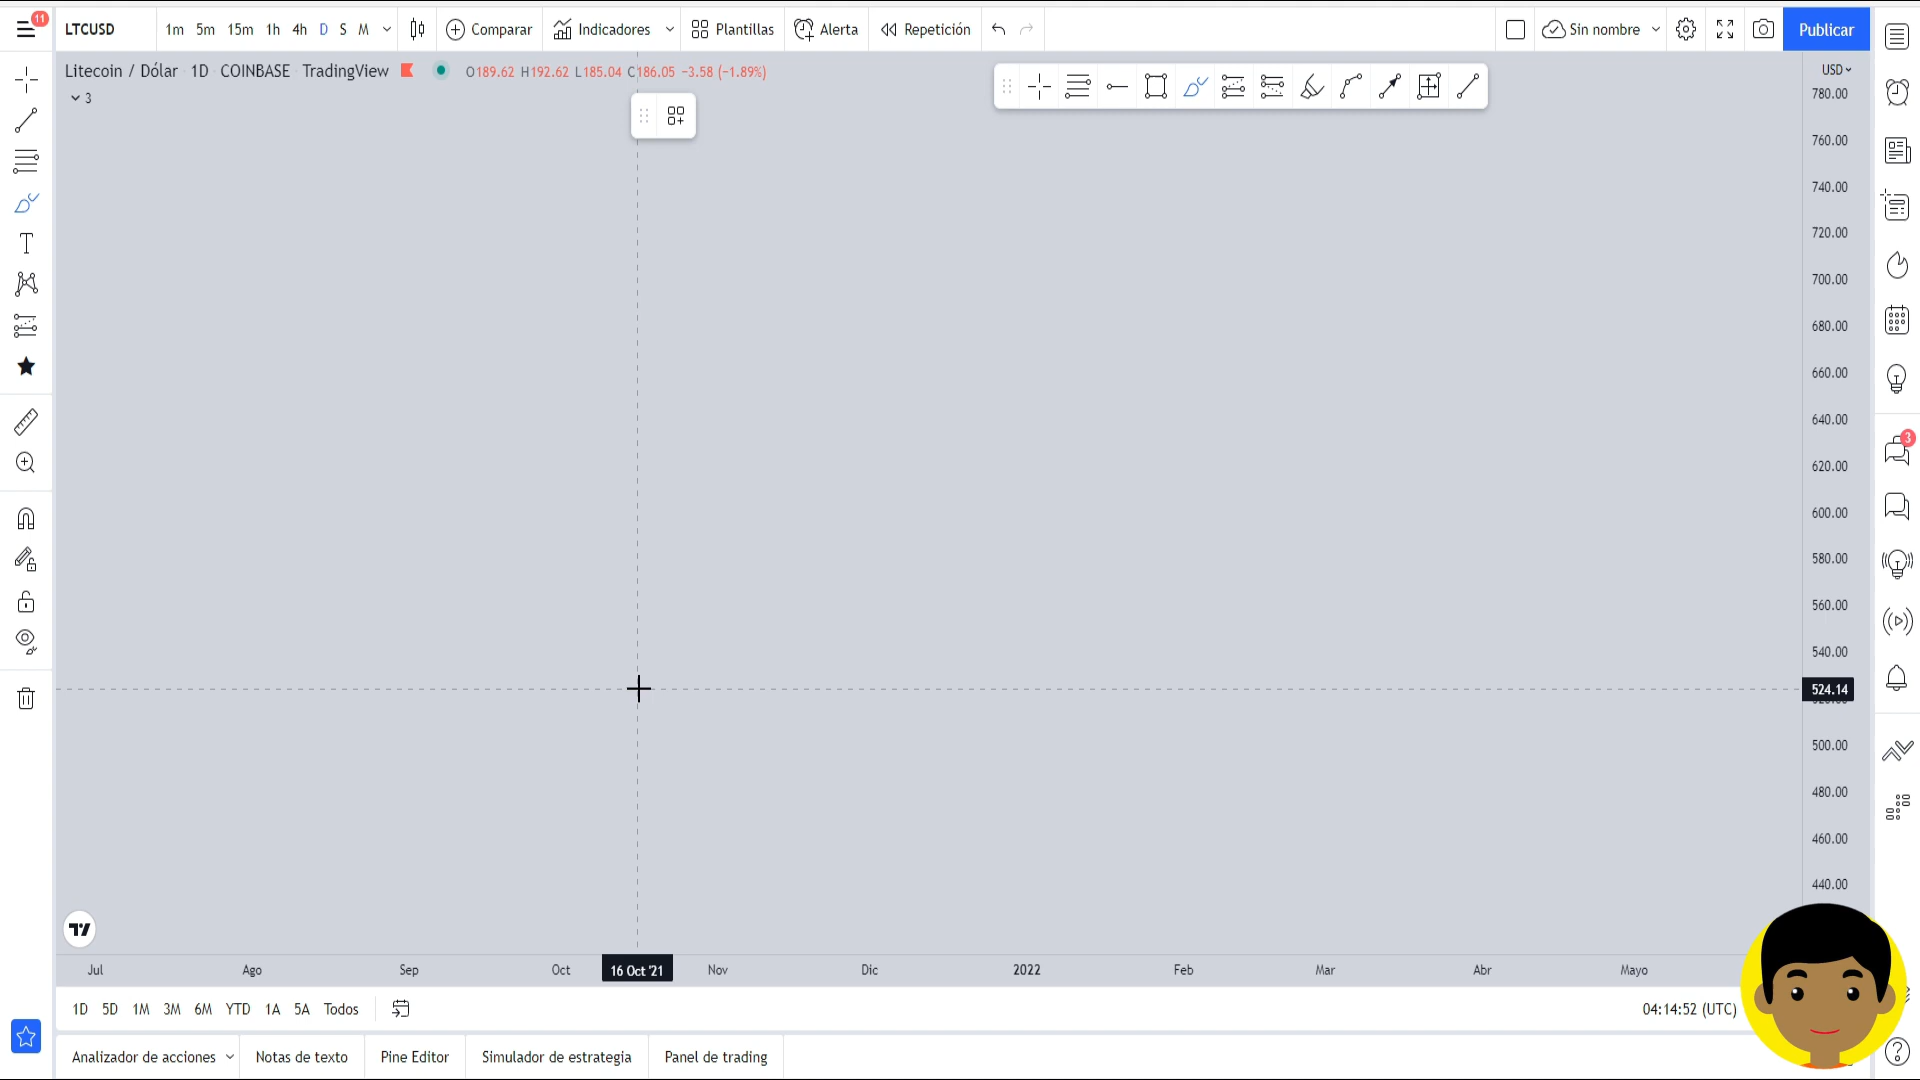 11
LTCUSD
1m 5m 15m 1h 4h D S M
Comparar
Indicadores
Plantillas
Alerta
Repetición
Sin nombre
Publicar
Litecoin / Dólar 1D COINBASE TradingView
O189.62 H192.62 L185.04 C186.05 −3.58 (−1.89%)
3
USD
780.00
760.00
740.00
720.00
700.00
680.00
660.00
640.00
620.00
600.00
580.00
560.00
540.00
524.14
500.00
480.00
460.00
440.00
3
Jul Ago Sep Oct 16 Oct '21 Nov Dic 2022 Feb Mar Abr Mayo
1D 5D 1M 3M 6M YTD 1A 5A Todos
04:14:52 (UTC)
Analizador de acciones Notas de texto Pine Editor Simulador de estrategia Panel de trading